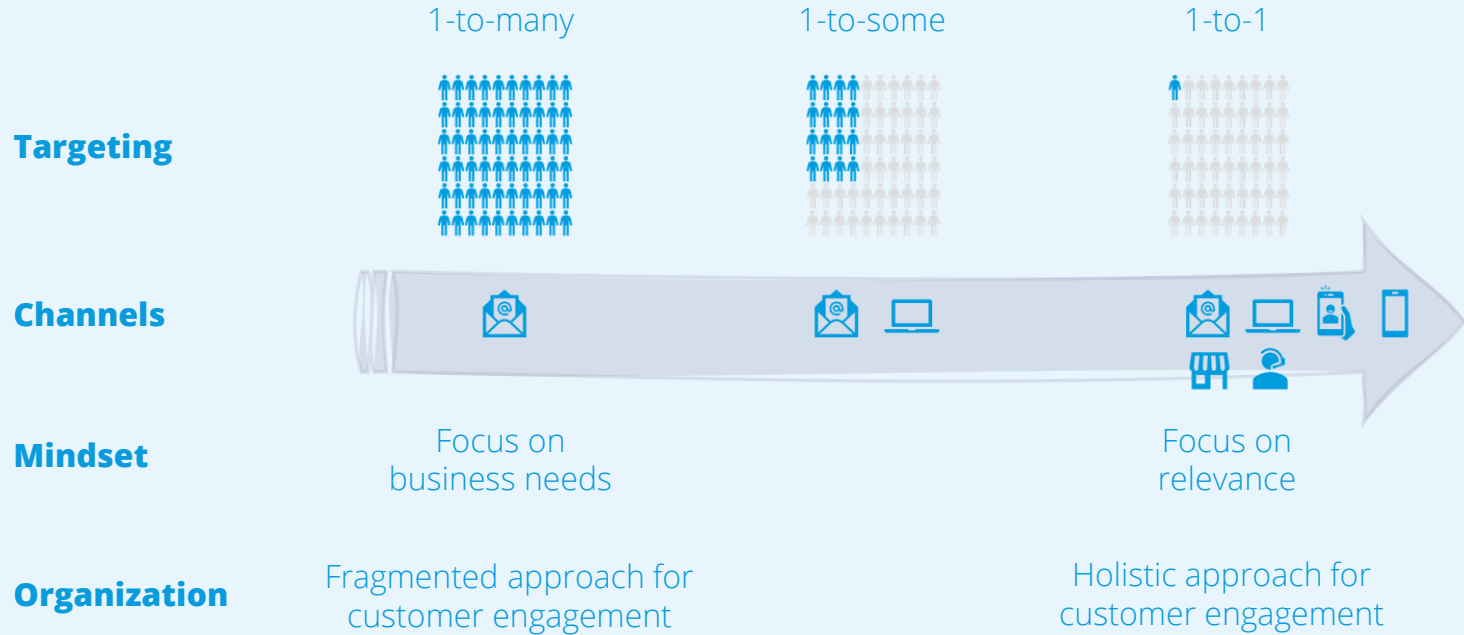 1-to-many
1-to-some
1-to-1
Targeting
Channels
@
@
@
Mindset
Focus on
business needs
Focus on
relevance
Organization
Fragmented approach for
customer engagement
Holistic approach for
customer engagement